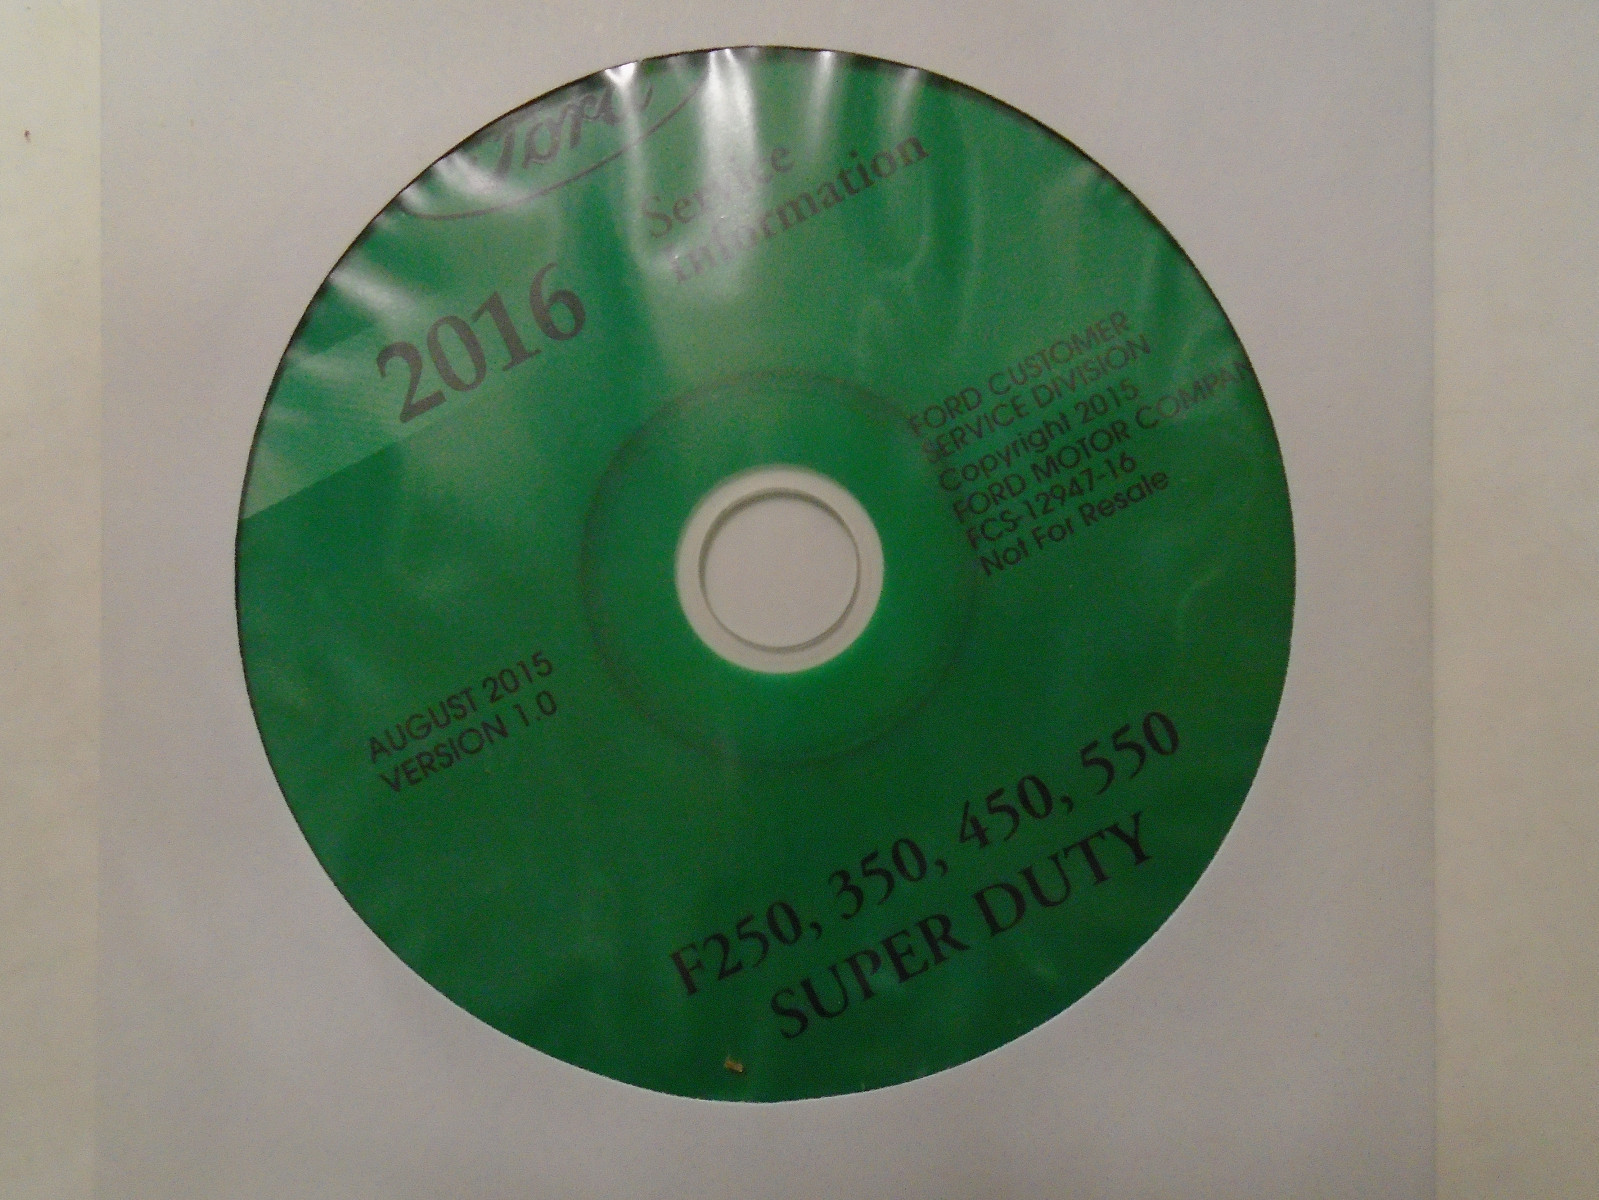 Ford
Service
Information
2016
FORD CUSTOMER
SERVICE DIVISION
Copyright 2015
FORD MOTOR COMPAN
FCS-12947-16
Not For Resale
AUGUST 2015
VERSION 1.0
F250, 350, 450, 550
SUPER DUTY